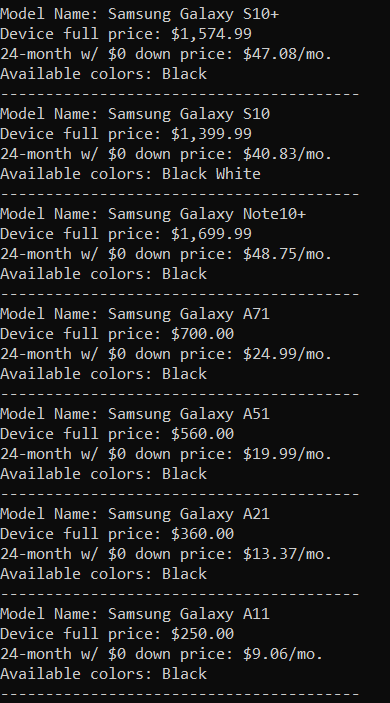 Model Name: Samsung Galaxy S10+
Device full price: $1,574.99
24-month w/ $0 down price: $47.08/mo.
Available colors: Black
----------------------------------------
Model Name: Samsung Galaxy S10
Device full price: $1,399.99
24-month w/ $0 down price: $40.83/mo.
Available colors: Black White
----------------------------------------
Model Name: Samsung Galaxy Note10+
Device full price: $1,699.99
24-month w/ $0 down price: $48.75/mo.
Available colors: Black
----------------------------------------
Model Name: Samsung Galaxy A71
Device full price: $700.00
24-month w/ $0 down price: $24.99/mo.
Available colors: Black
----------------------------------------
Model Name: Samsung Galaxy A51
Device full price: $560.00
24-month w/ $0 down price: $19.99/mo.
Available colors: Black
----------------------------------------
Model Name: Samsung Galaxy A21
Device full price: $360.00
24-month w/ $0 down price: $13.37/mo.
Available colors: Black
----------------------------------------
Model Name: Samsung Galaxy A11
Device full price: $250.00
24-month w/ $0 down price: $9.06/mo.
Available colors: Black
----------------------------------------